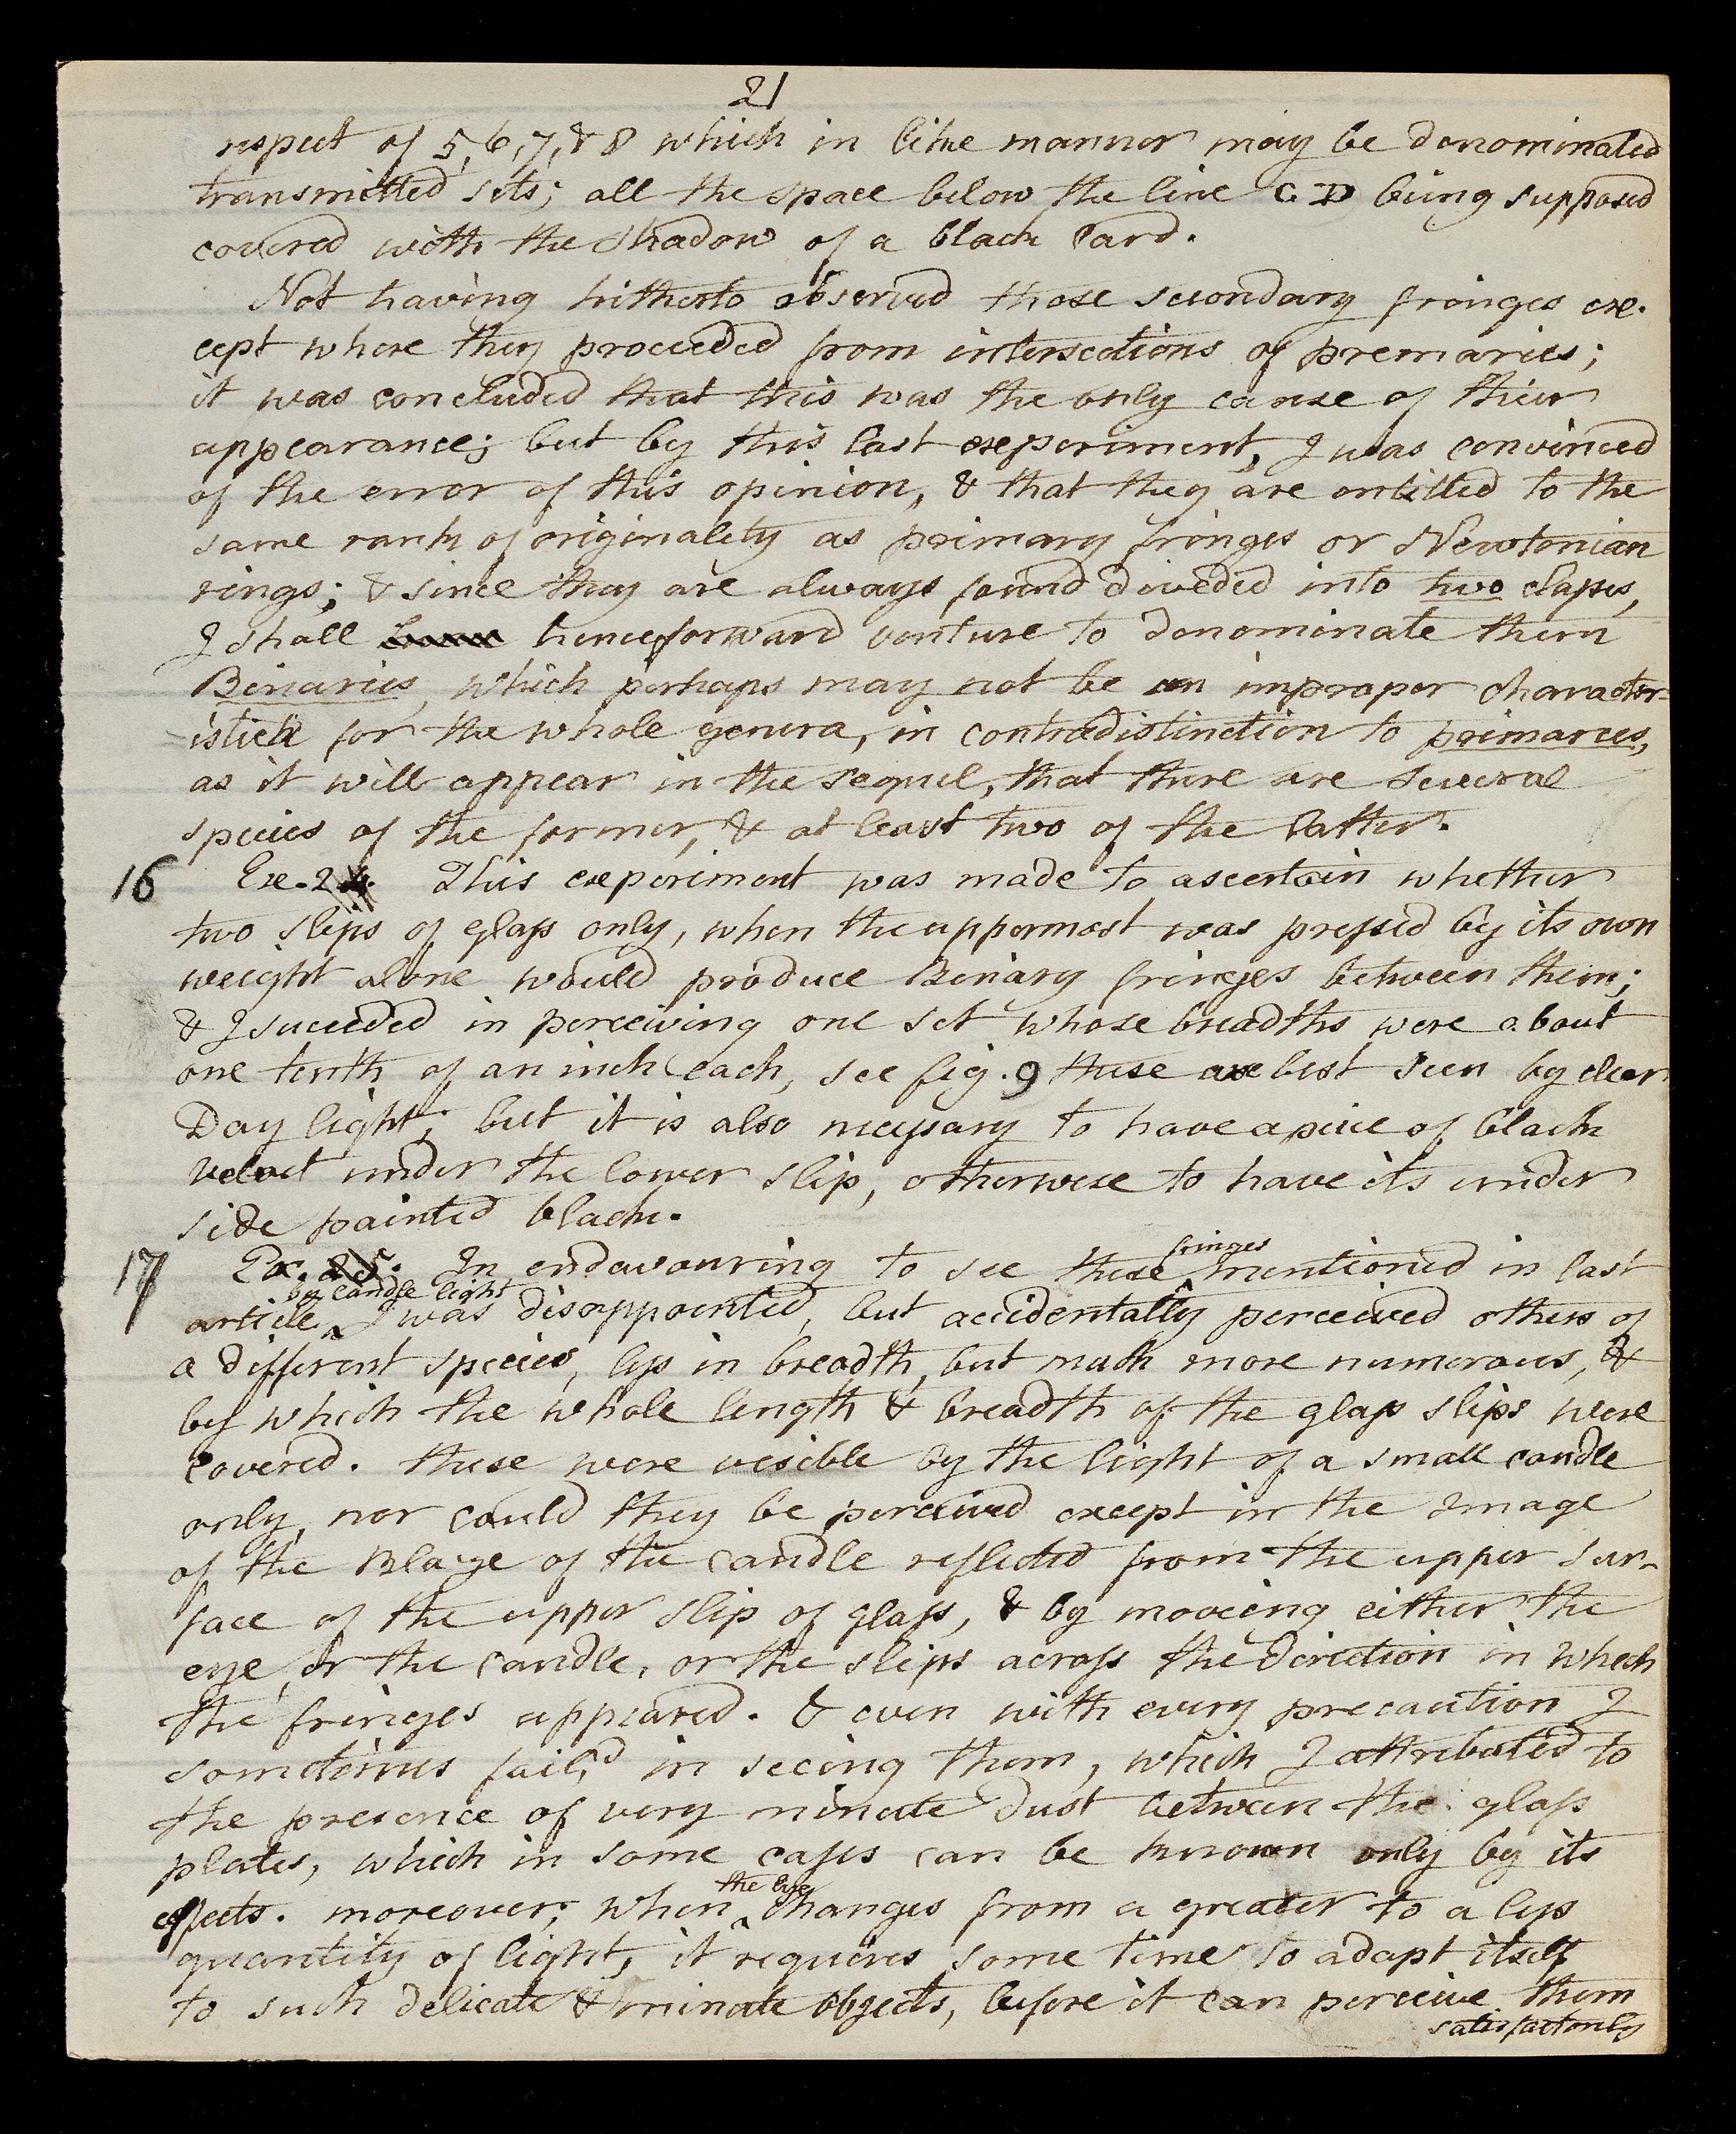 21
respect of 5, 6, 7, & 8 which in like manner may be denominated
transmitted sets; all the space below the line C D being supposed
covered with the shadow of a black Card.
Not having hitherto observed those secondary fringes ex-
cept where they proceeded from intersections of premaries;
it was concluded that this was the only cause of their
appearance; but by this last experiment, I was convinced
of the error of this opinion, & that they are entitled to the
same rank of originality as primary fringes or Newtonian
rings; & since they are always found diveded into two classes,
I shall henceforward venture to denominate them
Binaries, which perhaps may not be an improper character-
istick for the whole genera, in contradistinction to primaries,
as it will appear in the sequel, that there are several
species of the former, & at least two of the latter.
16 Ex. 24. This experiment was made to ascertain whether
two slips of glass only, when the uppermost was pressed by its own
weight alone would produce Binary fringes between them;
& I succeded in perceiving one set whose breadths were about
one tenth of an inch each, see fig. 9 these are best seen by clear
Day light; but it is also necessary to have a piece of black
velvet under the lower slip, otherwise to have its under
side painted black.
17 Ex. 25. In endeavouring to see these fringes mentioned in last
article by candle light I was disappointed, but accidentally perceived others of
a different species, less in breadth, but much more numerous, &
by which the whole length & breadth of the glass slips were
covered. these were visible by the light of a small candle
only, nor could they be perceived except in the Image
of the Blaze of the candle reflected from the upper sur-
face of the upper slip of glass, & by moveing either the
eye, or the candle, or the slips across the direction in which
the fringes appeared. & even with every precaution I
sometimes fail'd in seeing them, which I attributed to
the presence of very minute dust between the glass
plates, which in some cases can be known only by its
effects. moreover, when the eye changes from a greater to a less
quantity of light, it requires some time to adapt itself
to such delicate & minute objects, before it can perceive them
satisfactorily